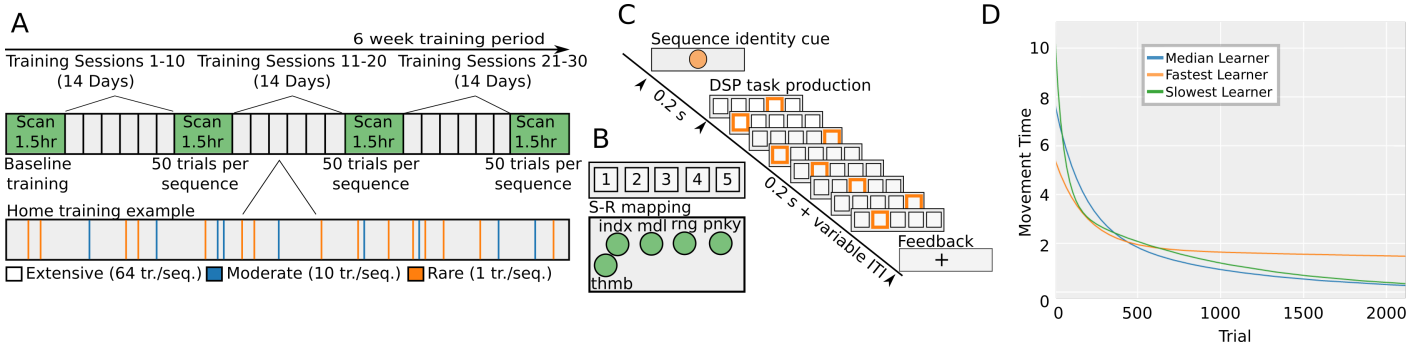 A
6 week training period
Training Sessions 1-10
(14 Days)
Training Sessions 11-20
(14 Days)
Training Sessions 21-30
(14 Days)
Scan
1.5hr
Scan
1.5hr
Scan
1.5hr
Scan
1.5hr
Baseline
training
50 trials per
sequence
50 trials per
sequence
50 trials per
sequence
Home training example
Extensive (64 tr./seq.)
Moderate (10 tr./seq.)
Rare (1 tr./seq.)
B
1 2 3 4 5
S-R mapping
indx mdl rng pnky
thmb
C
Sequence identity cue
DSP task production
0.2 s
0.2 s + variable ITI
Feedback
+
D
Median Learner
Fastest Learner
Slowest Learner
Movement Time
10
8
6
4
2
0
0 500 1000 1500 2000
Trial